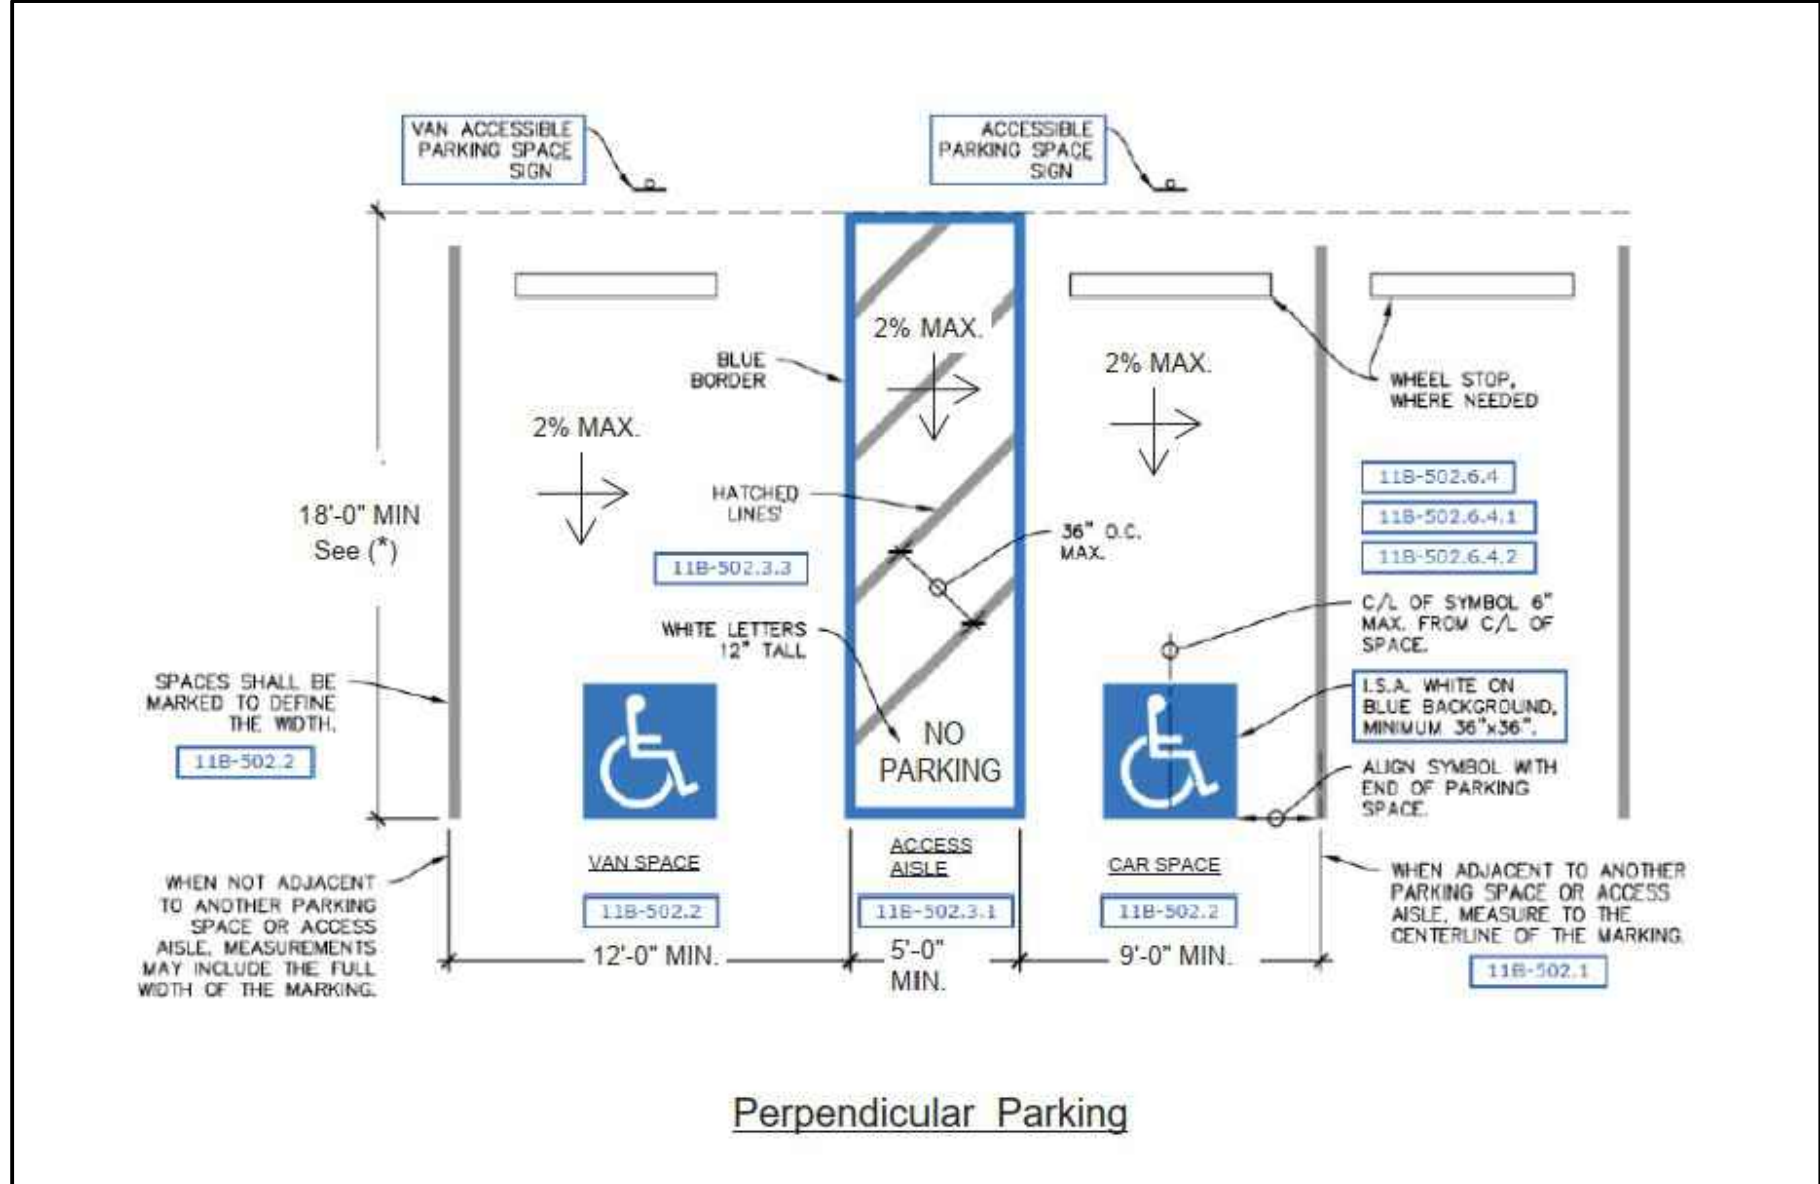 VAN ACCESSIBLE
PARKING SPACE
SIGN
ACCESSIBLE
PARKING SPACE
SIGN
2% MAX.
BLUE
BORDER
2% MAX.
WHEEL STOP,
WHERE NEEDED
2% MAX.
18'-0" MIN
See (*)
HATCHED
LINES
36" O.C.
MAX.
11B-502.6.4
11B-502.6.4.1
11B-502.6.4.2
11B-502.3.3
WHITE LETTERS
12" TALL
C/L OF SYMBOL 6"
MAX. FROM C/L OF
SPACE.
SPACES SHALL BE
MARKED TO DEFINE
THE WIDTH.
11B-502.2
I.S.A. WHITE ON
BLUE BACKGROUND,
MINIMUM 36"x36".
NO
PARKING
ALIGN SYMBOL WITH
END OF PARKING
SPACE.
WHEN NOT ADJACENT
TO ANOTHER PARKING
SPACE OR ACCESS
AISLE, MEASUREMENTS
MAY INCLUDE THE FULL
WIDTH OF THE MARKING.
VAN SPACE
11B-502.2
12'-0" MIN.
ACCESS
AISLE
11B-502.3.1
5'-0"
MIN.
CAR SPACE
11B-502.2
9'-0" MIN.
WHEN ADJACENT TO ANOTHER
PARKING SPACE OR ACCESS
AISLE, MEASURE TO THE
CENTERLINE OF THE MARKING.
11B-502.1
Perpendicular Parking